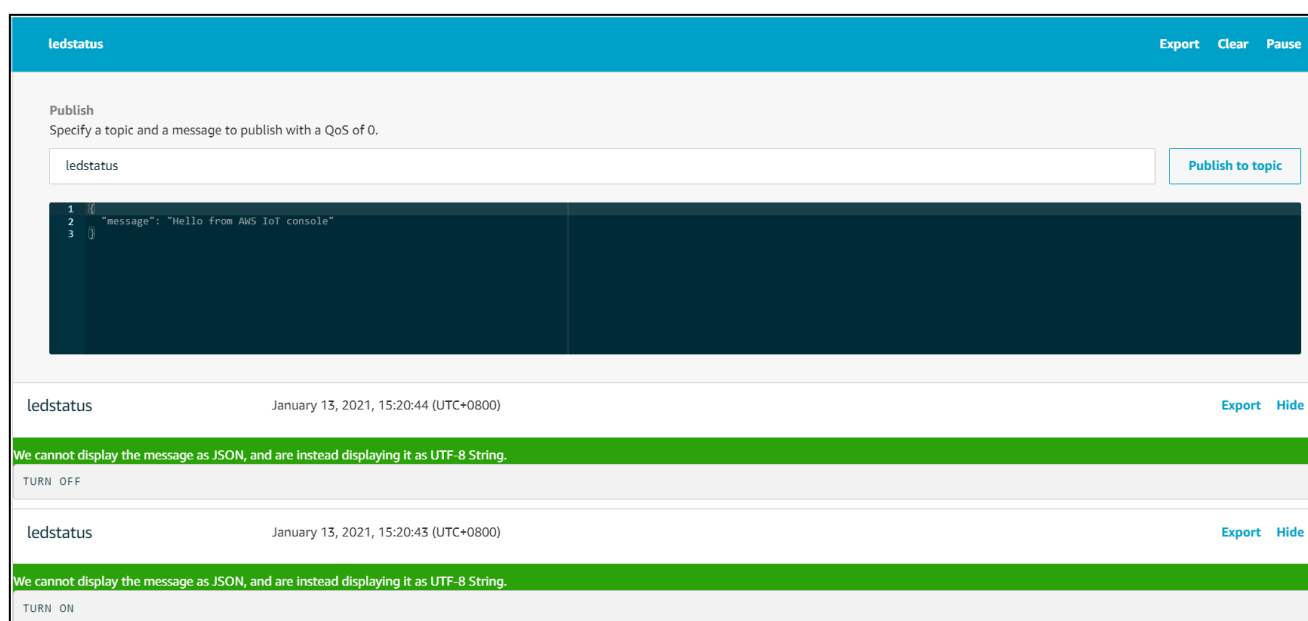 ledstatus Export Clear Pause
Publish
Specify a topic and a message to publish with a QoS of 0.
ledstatus Publish to topic
1 {
2 "message": "Hello from AWS IoT console"
3 }
ledstatus January 13, 2021, 15:20:44 (UTC+0800) Export Hide
We cannot display the message as JSON, and are instead displaying it as UTF-8 String.
TURN OFF
ledstatus January 13, 2021, 15:20:43 (UTC+0800) Export Hide
We cannot display the message as JSON, and are instead displaying it as UTF-8 String.
TURN ON